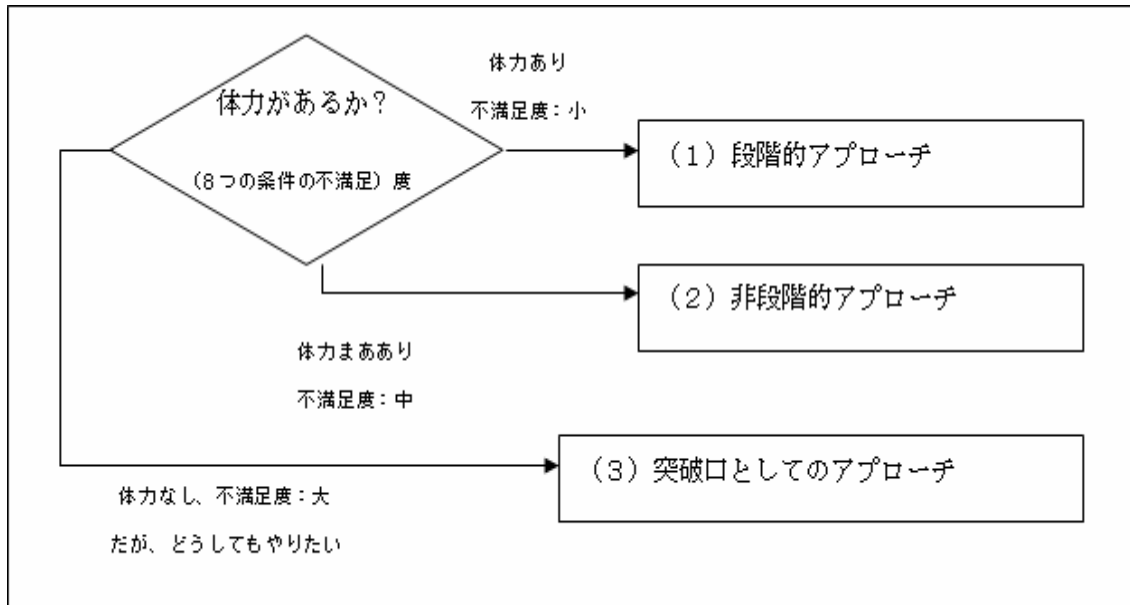 体力があるか？
（８つの条件の不満足）度
体力あり
不満足度：小
（１）段階的アプローチ
（２）非段階的アプローチ
体力まああり
不満足度：中
（３）突破口としてのアプローチ
体力なし、不満足度：大
だが、どうしてもやりたい